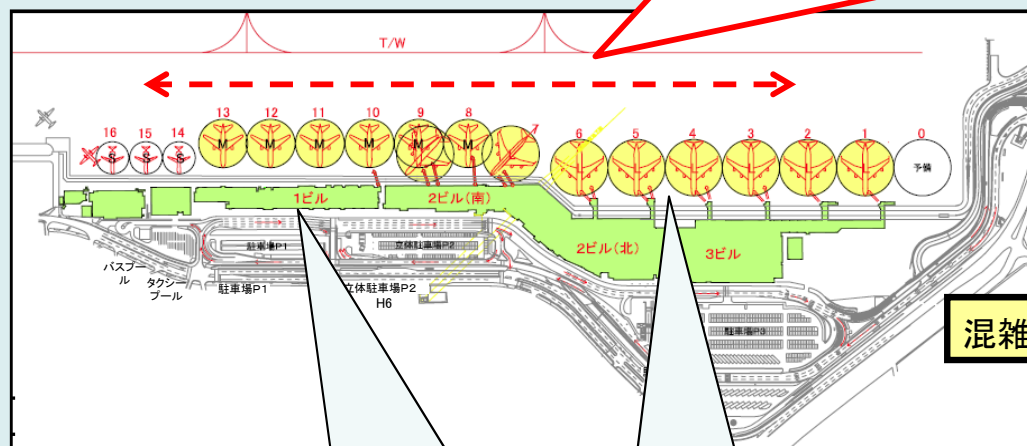 T/W
13
12
11
10
9
8
7
6
5
4
3
2
1
0
16
15
14
M
M
M
M
M
M
S
S
S
予備
1ビル
2ビル(南)
2ビル(北)
3ビル
駐車場P1
立体駐車場P2
バスプー
ル
タクシー
プール
駐車場P1
立体駐車場P2
H6
駐車場P3
混雑